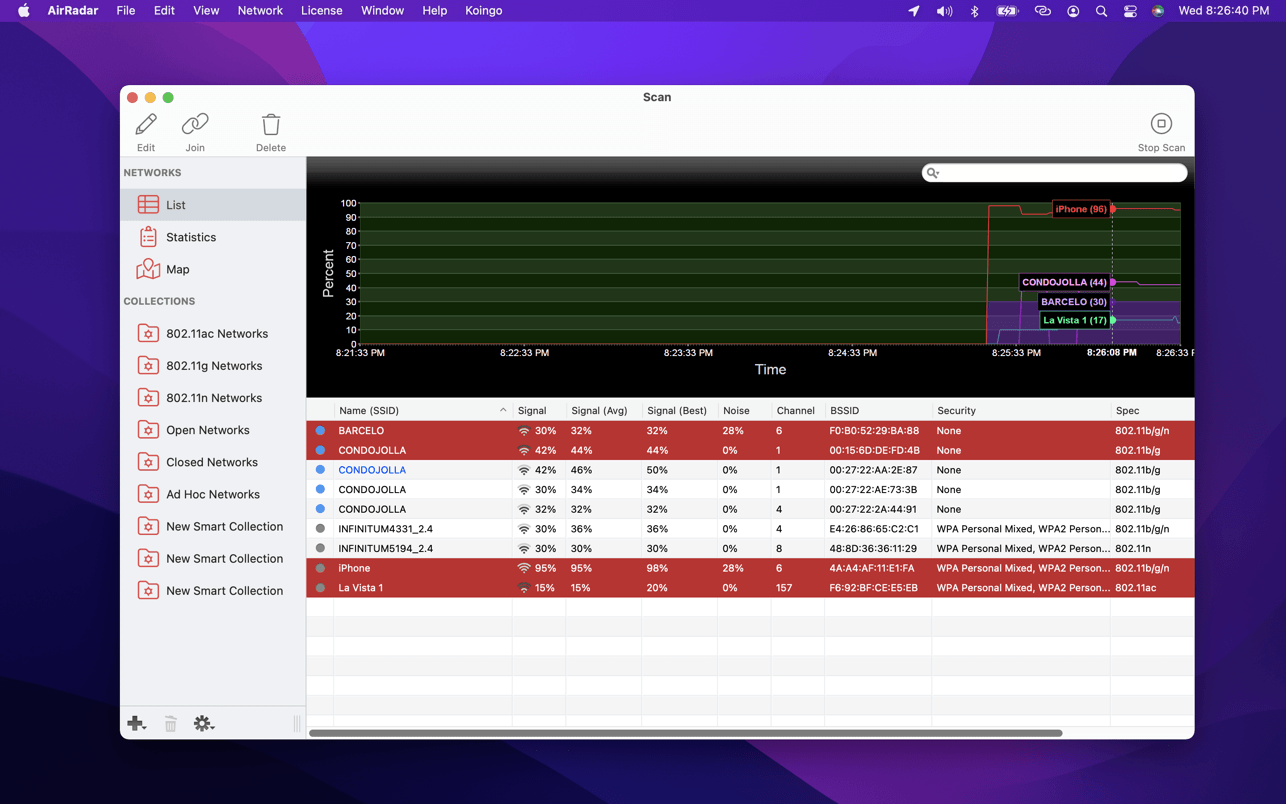 AirRadar File Edit View Network License Window Help Koingo Wed 8:26:40 PM
Scan
Edit Join Delete Stop Scan
NETWORKS
List
Statistics
Map
COLLECTIONS
802.11ac Networks
802.11g Networks
802.11n Networks
Open Networks
Closed Networks
Ad Hoc Networks
New Smart Collection
New Smart Collection
New Smart Collection
Percent
100
90
80
70
60
50
40
30
20
10
0
iPhone (96)
CONDOJOLLA (44)
BARCELO (30)
La Vista 1 (17)
8:21:33 PM 8:22:33 PM 8:23:33 PM 8:24:33 PM 8:25:33 PM 8:26:08 PM 8:26:33 P
Time
Name (SSID) Signal Signal (Avg) Signal (Best) Noise Channel BSSID Security Spec
BARCELO 30% 32% 32% 28% 6 F0:B0:52:29:BA:88 None 802.11b/g/n
CONDOJOLLA 42% 44% 44% 0% 1 00:15:6D:DE:FD:4B None 802.11b/g
CONDOJOLLA 42% 46% 50% 0% 1 00:27:22:AA:2E:87 None 802.11b/g
CONDOJOLLA 30% 34% 34% 0% 1 00:27:22:AE:73:3B None 802.11b/g
CONDOJOLLA 32% 32% 32% 0% 4 00:27:22:2A:44:91 None 802.11b/g
INFINITUM4331_2.4 30% 36% 36% 0% 4 E4:26:86:65:C2:C1 WPA Personal Mixed, WPA2 Person... 802.11b/g/n
INFINITUM5194_2.4 30% 30% 30% 0% 8 48:8D:36:36:11:29 WPA Personal Mixed, WPA2 Person... 802.11n
iPhone 95% 95% 98% 28% 6 4A:A4:AF:11:E1:FA WPA Personal Mixed, WPA2 Person... 802.11b/g/n
La Vista 1 15% 15% 20% 0% 157 F6:92:BF:CE:E5:EB WPA Personal Mixed, WPA2 Person... 802.11ac